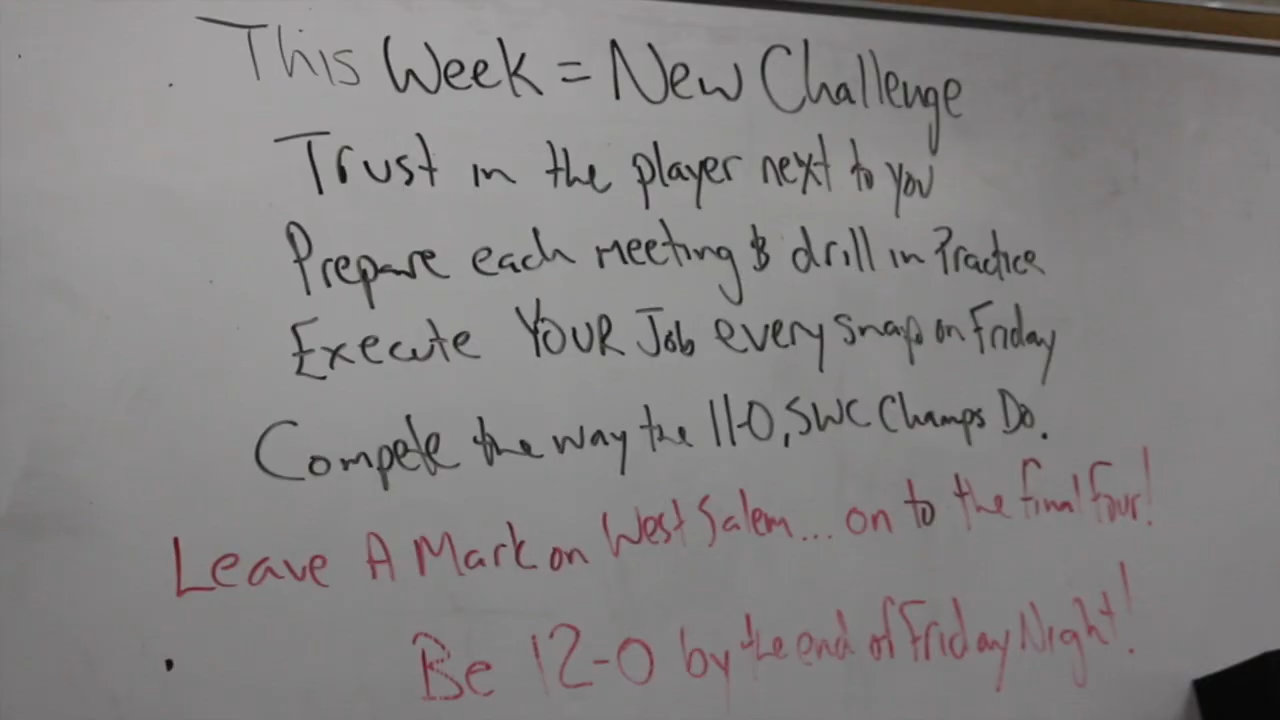 This Week = New Challenge
Trust in the player next to you
Prepare each meeting & drill in Practice
Execute YOUR Job every snap on Friday
Compete the way the 11-0, SWC Champs Do.
Leave A Mark on West Salem... on to the final four!
Be 12-0 by the end of Friday Night!